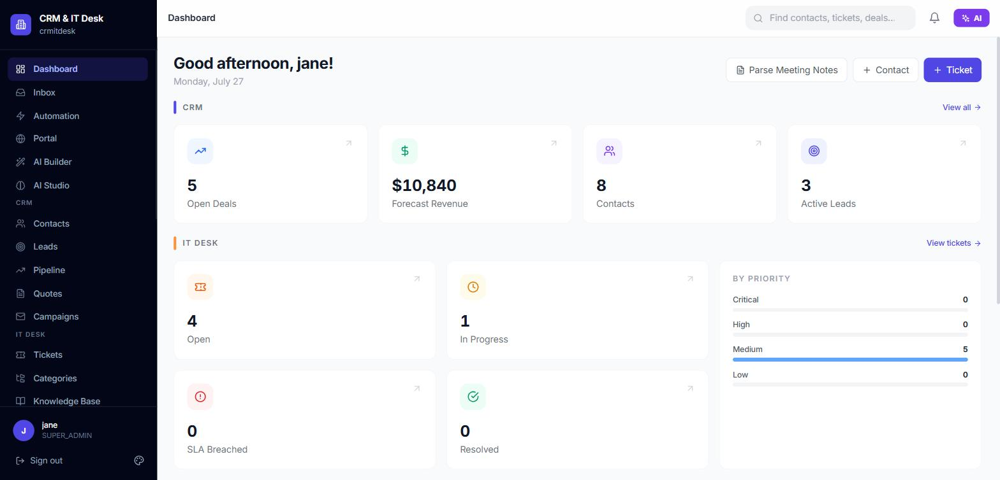 CRM & IT Desk
crmitdesk
Dashboard
Inbox
Automation
Portal
AI Builder
AI Studio
CRM
Contacts
Leads
Pipeline
Quotes
Campaigns
IT DESK
Tickets
Categories
Knowledge Base
J
jane
SUPER_ADMIN
Sign out
Dashboard
Find contacts, tickets, deals...
AI
Good afternoon, jane!
Monday, July 27
Parse Meeting Notes
+ Contact
+ Ticket
CRM
View all →
5
Open Deals
$10,840
Forecast Revenue
8
Contacts
3
Active Leads
IT DESK
View tickets →
4
Open
1
In Progress
0
SLA Breached
0
Resolved
BY PRIORITY
Critical 0
High 0
Medium 5
Low 0